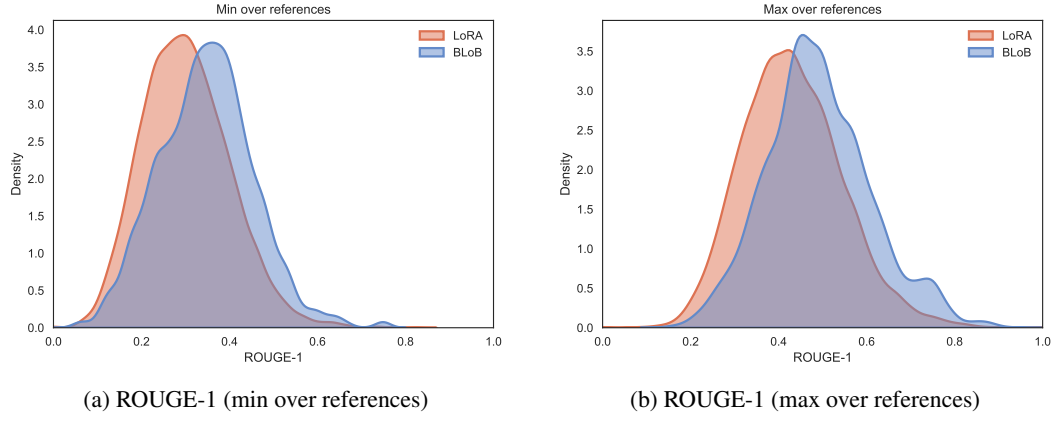 Min over references
LoRA
BLoB
4.0
3.5
3.0
2.5
2.0
1.5
1.0
0.5
0.0
Density
0.0 0.2 0.4 0.6 0.8 1.0
ROUGE-1
(a) ROUGE-1 (min over references)
Max over references
LoRA
BLoB
3.5
3.0
2.5
2.0
1.5
1.0
0.5
0.0
Density
0.0 0.2 0.4 0.6 0.8 1.0
ROUGE-1
(b) ROUGE-1 (max over references)